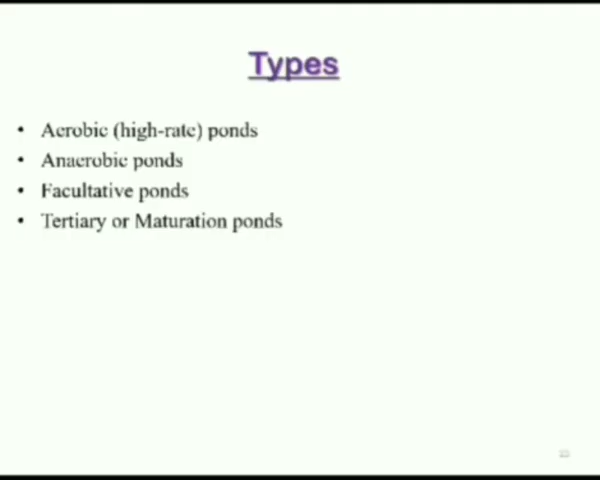 Types
• Aerobic (high-rate) ponds
• Anaerobic ponds
• Facultative ponds
• Tertiary or Maturation ponds